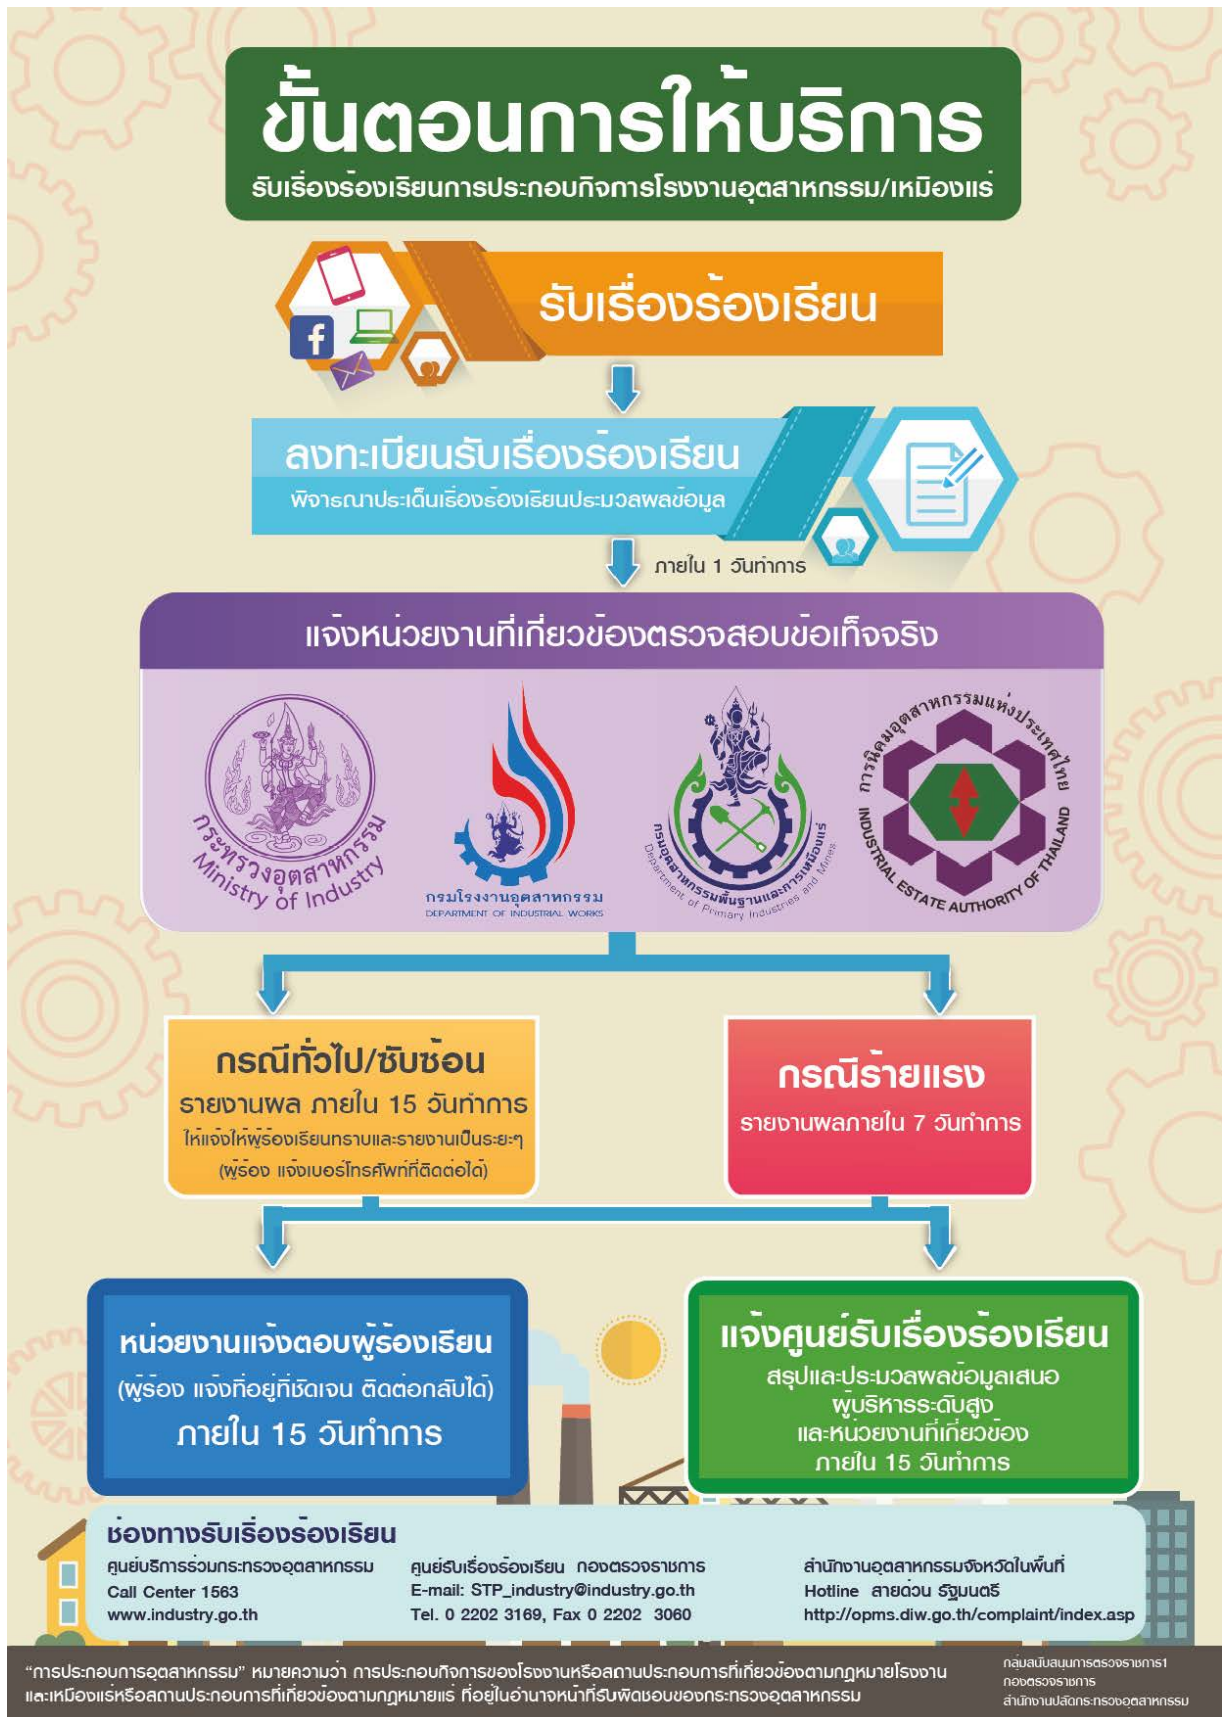 ขั้นตอนการให้บริการ
รับเรื่องร้องเรียนการประกอบกิจการโรงงานอุตสาหกรรม/เหมืองแร่
รับเรื่องร้องเรียน
f
ลงทะเบียนรับเรื่องร้องเรียน
พิจารณาประเด็นเรื่องร้องเรียนประมวลผลข้อมูล
ภายใน 1 วันทำการ
แจ้งหน่วยงานที่เกี่ยวข้องตรวจสอบข้อเท็จจริง
กระทรวงอุตสาหกรรม
Ministry of Industry
กรมโรงงานอุตสาหกรรม
DEPARTMENT OF INDUSTRIAL WORKS
กรมอุตสาหกรรมพื้นฐานและการเหมืองแร่
Department of Primary Industries and Mines
การนิคมอุตสาหกรรมแห่งประเทศไทย
INDUSTRIAL ESTATE AUTHORITY OF THAILAND
กรณีทั่วไป/ซับซ้อน
รายงานผล ภายใน 15 วันทำการ
ให้แจ้งให้ผู้ร้องเรียนทราบและรายงานเป็นระยะๆ
(ผู้ร้อง แจ้งเบอร์โทรศัพท์ที่ติดต่อได้)
กรณีร้ายแรง
รายงานผลภายใน 7 วันทำการ
หน่วยงานแจ้งตอบผู้ร้องเรียน
(ผู้ร้อง แจ้งที่อยู่ที่ชัดเจน ติดต่อกลับได้)
ภายใน 15 วันทำการ
แจ้งศูนย์รับเรื่องร้องเรียน
สรุปและประมวลผลข้อมูลเสนอ
ผู้บริหารระดับสูง
และหน่วยงานที่เกี่ยวข้อง
ภายใน 15 วันทำการ
ช่องทางรับเรื่องร้องเรียน
ศูนย์บริการร่วมกระทรวงอุตสาหกรรม
Call Center 1563
www.industry.go.th
ศูนย์รับเรื่องร้องเรียน กองตรวจราชการ
E-mail: STP_industry@industry.go.th
Tel. 0 2202 3169, Fax 0 2202 3060
สำนักงานอุตสาหกรรมจังหวัดในพื้นที่
Hotline สายด่วน รัฐมนตรี
http://opms.diw.go.th/complaint/index.asp
“การประกอบการอุตสาหกรรม” หมายความว่า การประกอบกิจการของโรงงานหรือสถานประกอบการที่เกี่ยวข้องตามกฎหมายโรงงาน
และเหมืองแร่หรือสถานประกอบการที่เกี่ยวข้องตามกฎหมายแร่ ที่อยู่ในอำนาจหน้าที่รับผิดชอบของกระทรวงอุตสาหกรรม
กลุ่มสนับสนุนการตรวจราชการ1
กองตรวจราชการ
สำนักงานปลัดกระทรวงอุตสาหกรรม